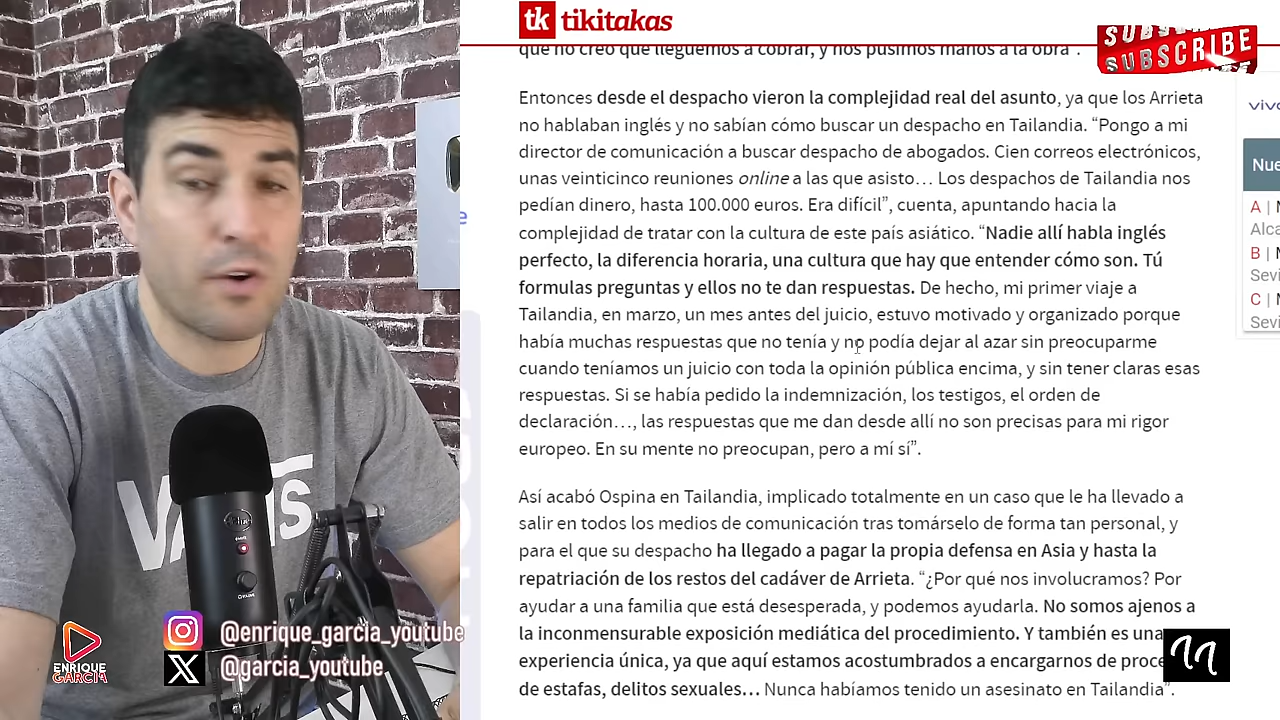 tk tikitakas
SUBSCRIBE
SUBSCRIBE
que no creo que lleguemos a cobrar, y nos pusimos manos a la obra”.
Entonces desde el despacho vieron la complejidad real del asunto, ya que los Arrieta
no hablaban inglés y no sabían cómo buscar un despacho en Tailandia. “Pongo a mi
director de comunicación a buscar despacho de abogados. Cien correos electrónicos,
unas veinticinco reuniones online a las que asisto… Los despachos de Tailandia nos
pedían dinero, hasta 100.000 euros. Era difícil”, cuenta, apuntando hacia la
complejidad de tratar con la cultura de este país asiático. “Nadie allí habla inglés
perfecto, la diferencia horaria, una cultura que hay que entender cómo son. Tú
formulas preguntas y ellos no te dan respuestas. De hecho, mi primer viaje a
Tailandia, en marzo, un mes antes del juicio, estuvo motivado y organizado porque
había muchas respuestas que no tenía y no podía dejar al azar sin preocuparme
cuando teníamos un juicio con toda la opinión pública encima, y sin tener claras esas
respuestas. Si se había pedido la indemnización, los testigos, el orden de
declaración…, las respuestas que me dan desde allí no son precisas para mi rigor
europeo. En su mente no preocupan, pero a mí sí”.
Así acabó Ospina en Tailandia, implicado totalmente en un caso que le ha llevado a
salir en todos los medios de comunicación tras tomárselo de forma tan personal, y
para el que su despacho ha llegado a pagar la propia defensa en Asia y hasta la
repatriación de los restos del cadáver de Arrieta. “¿Por qué nos involucramos? Por
ayudar a una familia que está desesperada, y podemos ayudarla. No somos ajenos a
la inconmensurable exposición mediática del procedimiento. Y también es una
experiencia única, ya que aquí estamos acostumbrados a encargarnos de proce
de estafas, delitos sexuales… Nunca habíamos tenido un asesinato en Tailandia”.
Nue
A |
Alca
B |
Sevi
C |
Sevi
VANS
blue
ENRIQUE
GARCIA
@enrique_garcia_youtube
@garcia_youtube